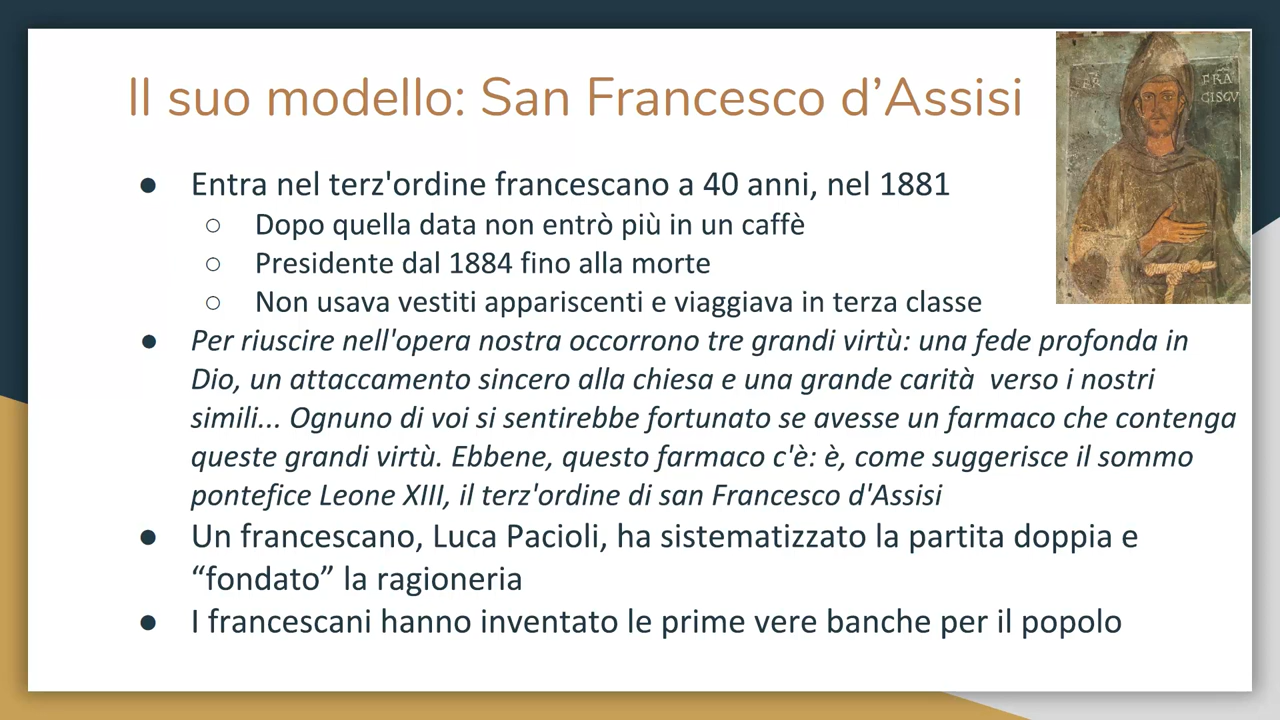 Il suo modello: San Francesco d’Assisi
● Entra nel terz'ordine francescano a 40 anni, nel 1881
○ Dopo quella data non entrò più in un caffè
○ Presidente dal 1884 fino alla morte
○ Non usava vestiti appariscenti e viaggiava in terza classe
● Per riuscire nell'opera nostra occorrono tre grandi virtù: una fede profonda in
Dio, un attaccamento sincero alla chiesa e una grande carità verso i nostri
simili... Ognuno di voi si sentirebbe fortunato se avesse un farmaco che contenga
queste grandi virtù. Ebbene, questo farmaco c'è: è, come suggerisce il sommo
pontefice Leone XIII, il terz'ordine di san Francesco d'Assisi
● Un francescano, Luca Pacioli, ha sistematizzato la partita doppia e
“fondato” la ragioneria
● I francescani hanno inventato le prime vere banche per il popolo